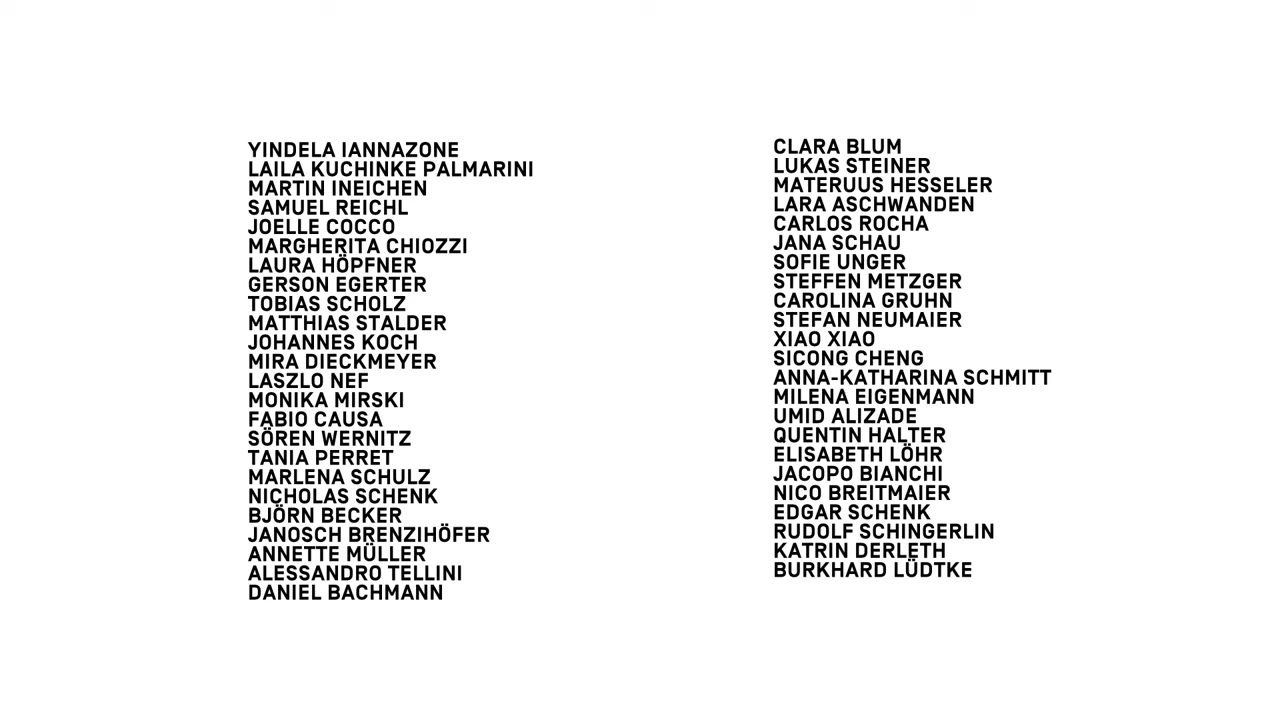 YINDELA IANNAZONE
LAILA KUCHINKE PALMARINI
MARTIN INEICHEN
SAMUEL REICHL
JOELLE COCCO
MARGHERITA CHIOZZI
LAURA HÖPFNER
GERSON EGERTER
TOBIAS SCHOLZ
MATTHIAS STALDER
JOHANNES KOCH
MIRA DIECKMEYER
LASZLO NEF
MONIKA MIRSKI
FABIO CAUSA
SÖREN WERNITZ
TANIA PERRET
MARLENA SCHULZ
NICHOLAS SCHENK
BJÖRN BECKER
JANOSCH BRENZIHÖFER
ANNETTE MÜLLER
ALESSANDRO TELLINI
DANIEL BACHMANN
CLARA BLUM
LUKAS STEINER
MATERUUS HESSELER
LARA ASCHWANDEN
CARLOS ROCHA
JANA SCHAU
SOFIE UNGER
STEFFEN METZGER
CAROLINA GRUHN
STEFAN NEUMAIER
XIAO XIAO
SICONG CHENG
ANNA-KATHARINA SCHMITT
MILENA EIGENMANN
UMID ALIZADE
QUENTIN HALTER
ELISABETH LÖHR
JACOPO BIANCHI
NICO BREITMAIER
EDGAR SCHENK
RUDOLF SCHINGERLIN
KATRIN DERLETH
BURKHARD LÜDTKE